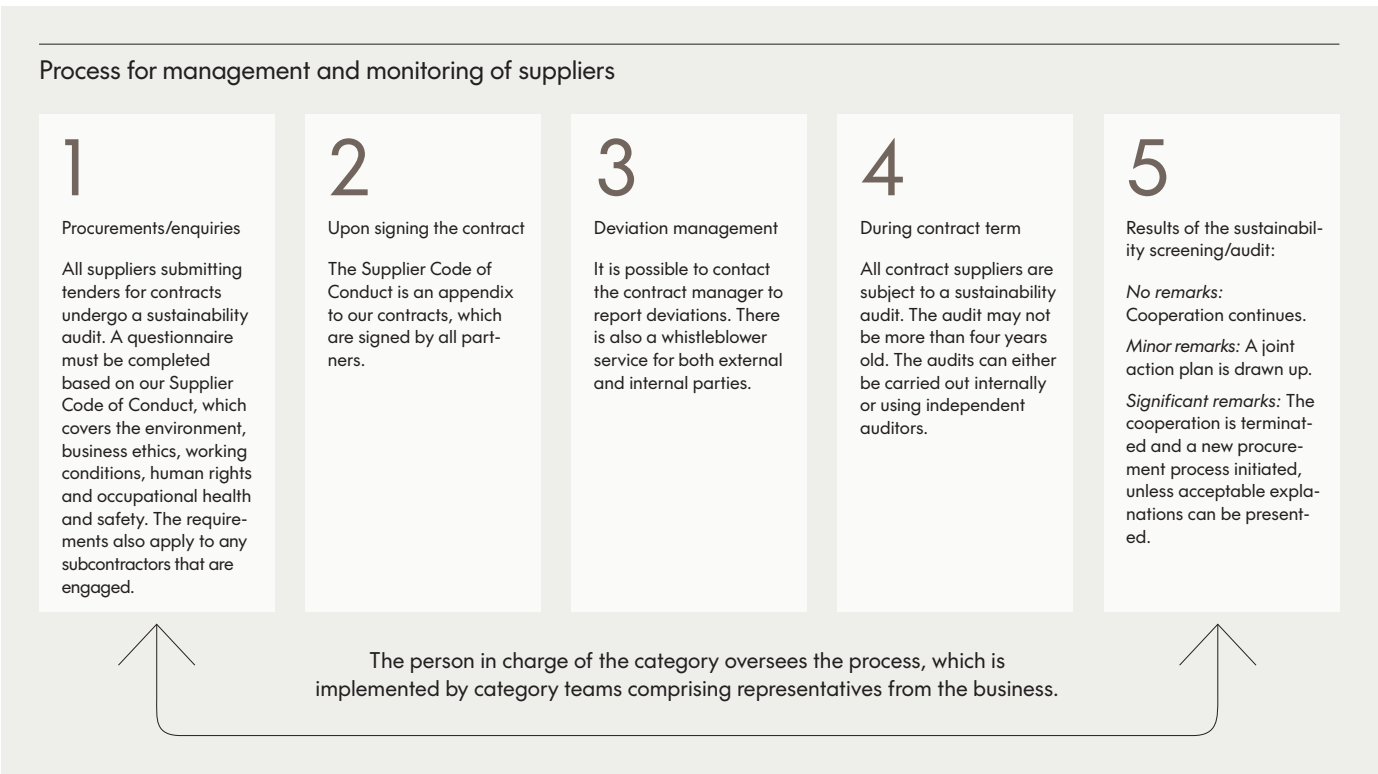 Process for management and monitoring of suppliers
1
Procurements/enquiries
All suppliers submitting
tenders for contracts
undergo a sustainability
audit. A questionnaire
must be completed
based on our Supplier
Code of Conduct, which
covers the environment,
business ethics, working
conditions, human rights
and occupational health
and safety. The require-
ments also apply to any
subcontractors that are
engaged.
2
Upon signing the contract
The Supplier Code of
Conduct is an appendix
to our contracts, which
are signed by all part-
ners.
3
Deviation management
It is possible to contact
the contract manager to
report deviations. There
is also a whistleblower
service for both external
and internal parties.
4
During contract term
All contract suppliers are
subject to a sustainability
audit. The audit may not
be more than four years
old. The audits can either
be carried out internally
or using independent
auditors.
5
Results of the sustainabil-
ity screening/audit:
No remarks:
Cooperation continues.
Minor remarks: A joint
action plan is drawn up.
Significant remarks: The
cooperation is terminat-
ed and a new procure-
ment process initiated,
unless acceptable expla-
nations can be present-
ed.
The person in charge of the category oversees the process, which is
implemented by category teams comprising representatives from the business.